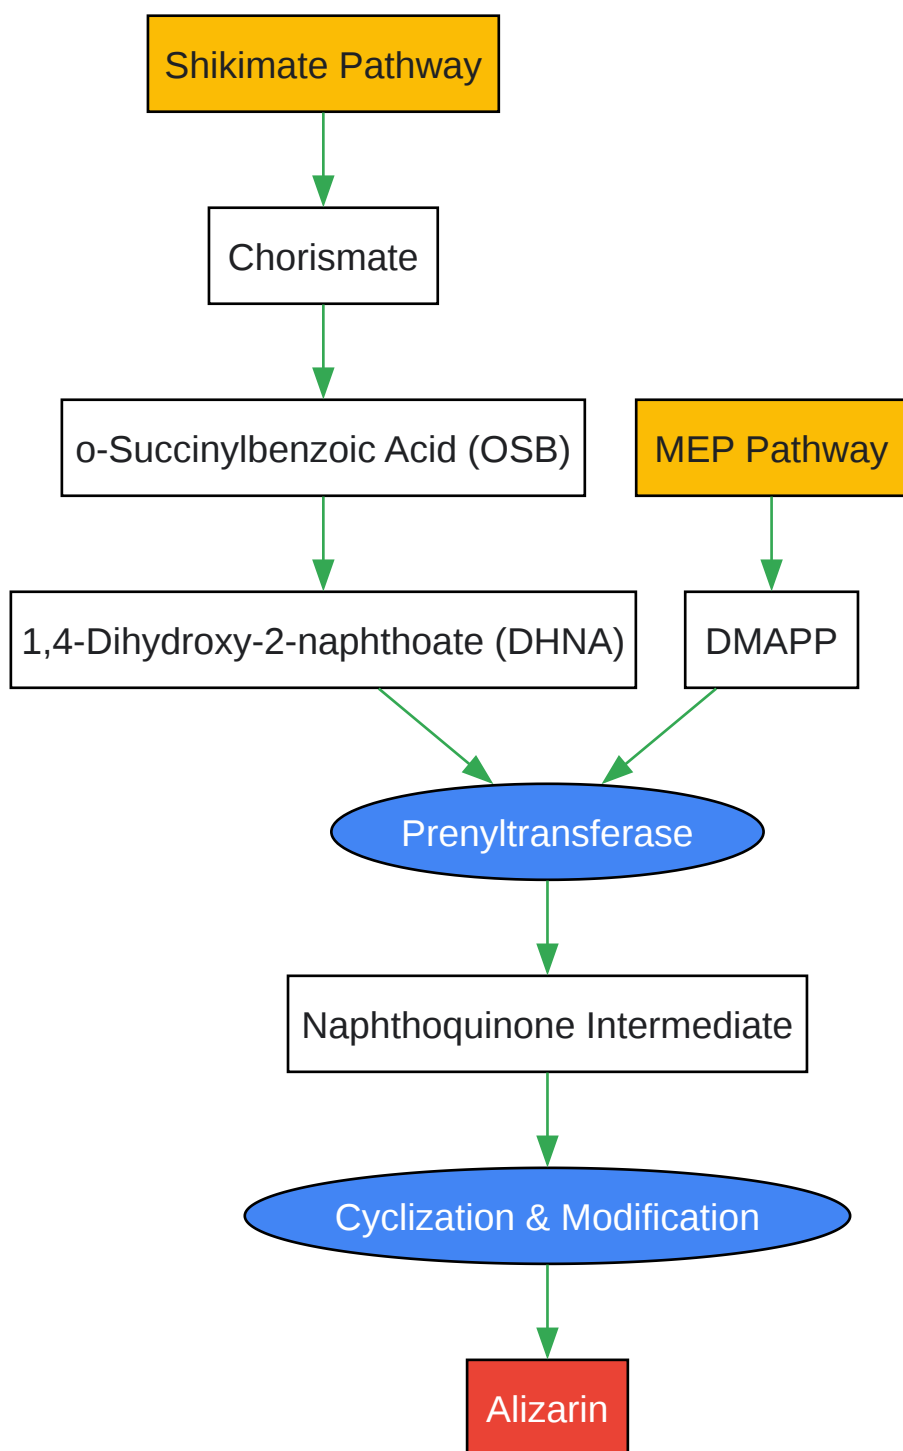 Shikimate Pathway
Chorismate
o-Succinylbenzoic Acid (OSB)
MEP Pathway
1,4-Dihydroxy-2-naphthoate (DHNA)
DMAPP
Prenyltransferase
Naphthoquinone Intermediate
Cyclization & Modification
Alizarin